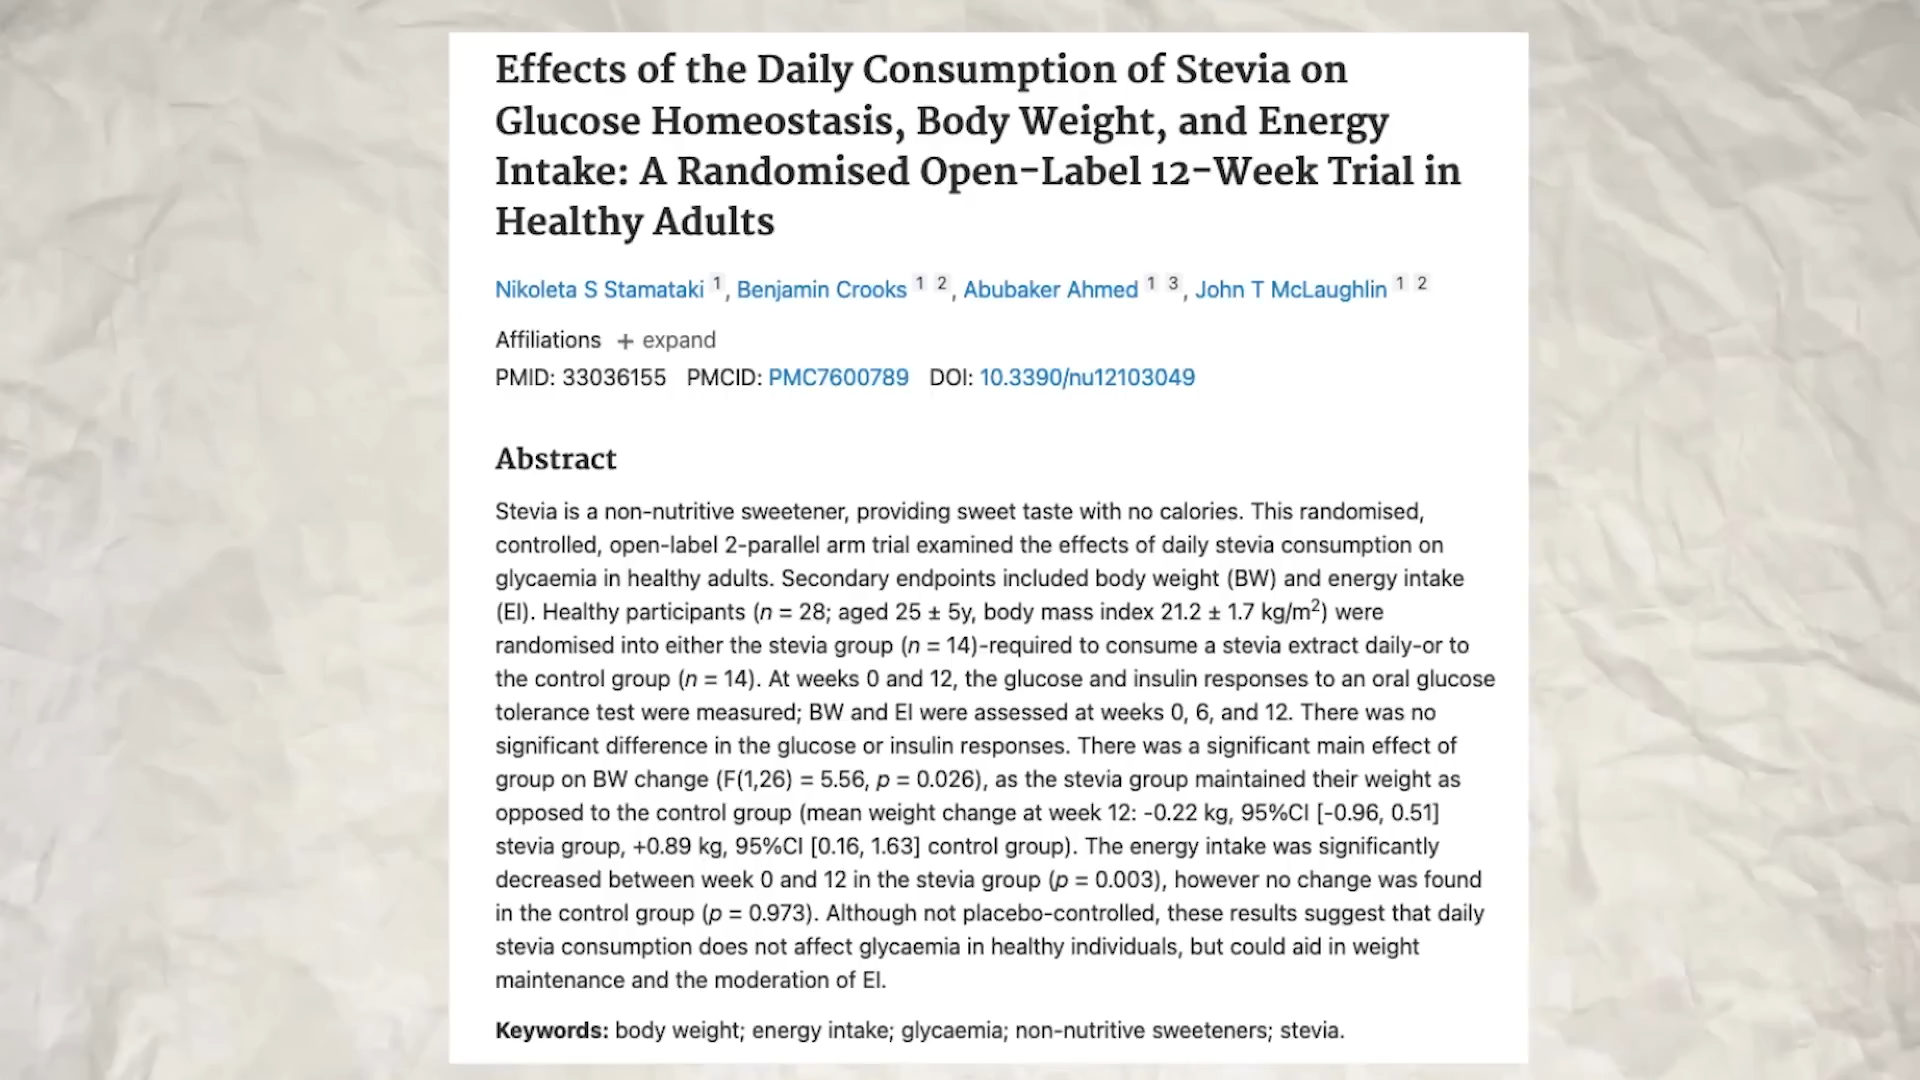 Effects of the Daily Consumption of Stevia on
Glucose Homeostasis, Body Weight, and Energy
Intake: A Randomised Open-Label 12-Week Trial in
Healthy Adults
Nikoleta S Stamataki 1, Benjamin Crooks 1 2, Abubaker Ahmed 1 3, John T McLaughlin 1 2
Affiliations + expand
PMID: 33036155 PMCID: PMC7600789 DOI: 10.3390/nu12103049
Abstract
Stevia is a non-nutritive sweetener, providing sweet taste with no calories. This randomised,
controlled, open-label 2-parallel arm trial examined the effects of daily stevia consumption on
glycaemia in healthy adults. Secondary endpoints included body weight (BW) and energy intake
(EI). Healthy participants (n = 28; aged 25 ± 5y, body mass index 21.2 ± 1.7 kg/m²) were
randomised into either the stevia group (n = 14)-required to consume a stevia extract daily-or to
the control group (n = 14). At weeks 0 and 12, the glucose and insulin responses to an oral glucose
tolerance test were measured; BW and EI were assessed at weeks 0, 6, and 12. There was no
significant difference in the glucose or insulin responses. There was a significant main effect of
group on BW change (F(1,26) = 5.56, p = 0.026), as the stevia group maintained their weight as
opposed to the control group (mean weight change at week 12: -0.22 kg, 95%CI [-0.96, 0.51]
stevia group, +0.89 kg, 95%CI [0.16, 1.63] control group). The energy intake was significantly
decreased between week 0 and 12 in the stevia group (p = 0.003), however no change was found
in the control group (p = 0.973). Although not placebo-controlled, these results suggest that daily
stevia consumption does not affect glycaemia in healthy individuals, but could aid in weight
maintenance and the moderation of EI.
Keywords: body weight; energy intake; glycaemia; non-nutritive sweeteners; stevia.